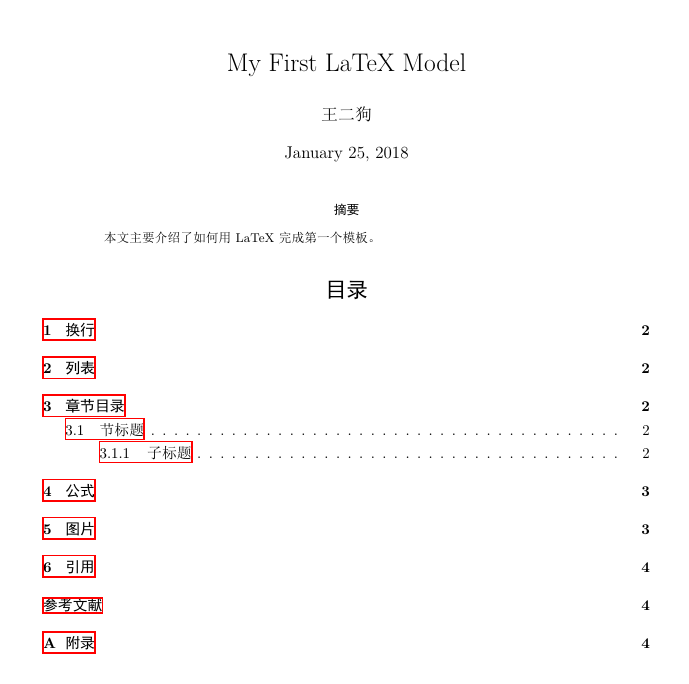 My First LaTeX Model
王二狗
January 25, 2018
摘要
本文主要介绍了如何用 LaTeX 完成第一个模板。
目录
1 换行 2
2 列表 2
3 章节目录 2
3.1 节标题 . . . . . . . . . . . . . . . . . . . . . . . . . . . . . . . . . . . . . . . . . 2
3.1.1 子标题 . . . . . . . . . . . . . . . . . . . . . . . . . . . . . . . . . . . . . 2
4 公式 3
5 图片 3
6 引用 4
参考文献 4
A 附录 4